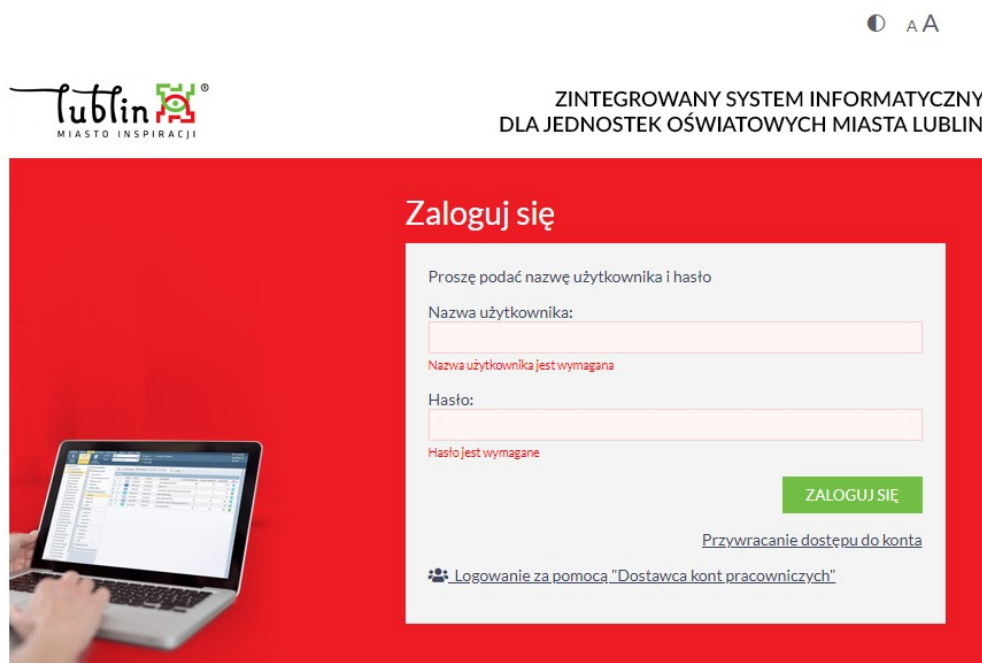 A A
lublin ®
MIASTO INSPIRACJI
ZINTEGROWANY SYSTEM INFORMATYCZNY
DLA JEDNOSTEK OŚWIATOWYCH MIASTA LUBLIN
Zaloguj się
Proszę podać nazwę użytkownika i hasło
Nazwa użytkownika:
Nazwa użytkownika jest wymagana
Hasło:
Hasło jest wymagane
ZALOGUJ SIĘ
Przywracanie dostępu do konta
Logowanie za pomocą "Dostawca kont pracowniczych"